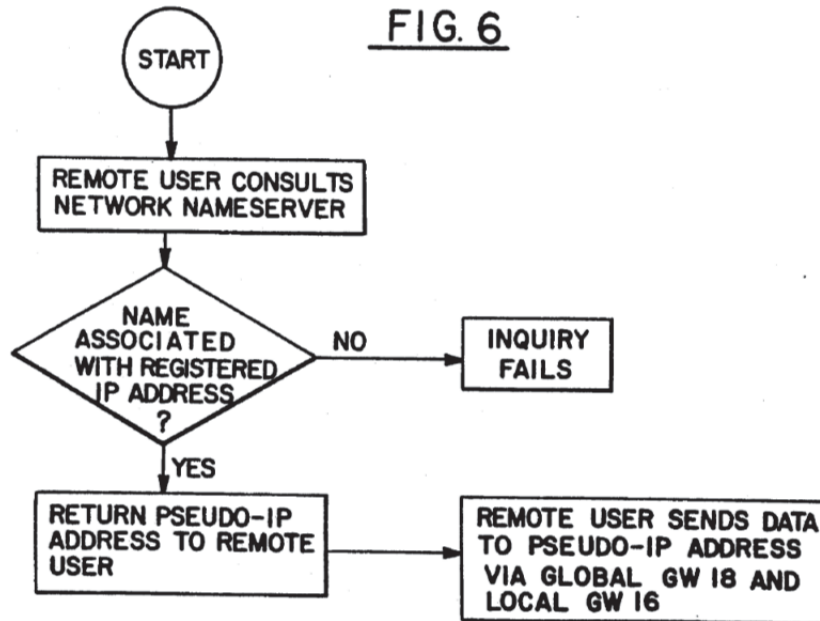 FIG. 6
START
REMOTE USER CONSULTS
NETWORK NAMESERVER
NAME
ASSOCIATED
WITH REGISTERED
IP ADDRESS
?
NO
INQUIRY
FAILS
YES
RETURN PSEUDO-IP
ADDRESS TO REMOTE
USER
REMOTE USER SENDS DATA
TO PSEUDO-IP ADDRESS
VIA GLOBAL GW 18 AND
LOCAL GW 16